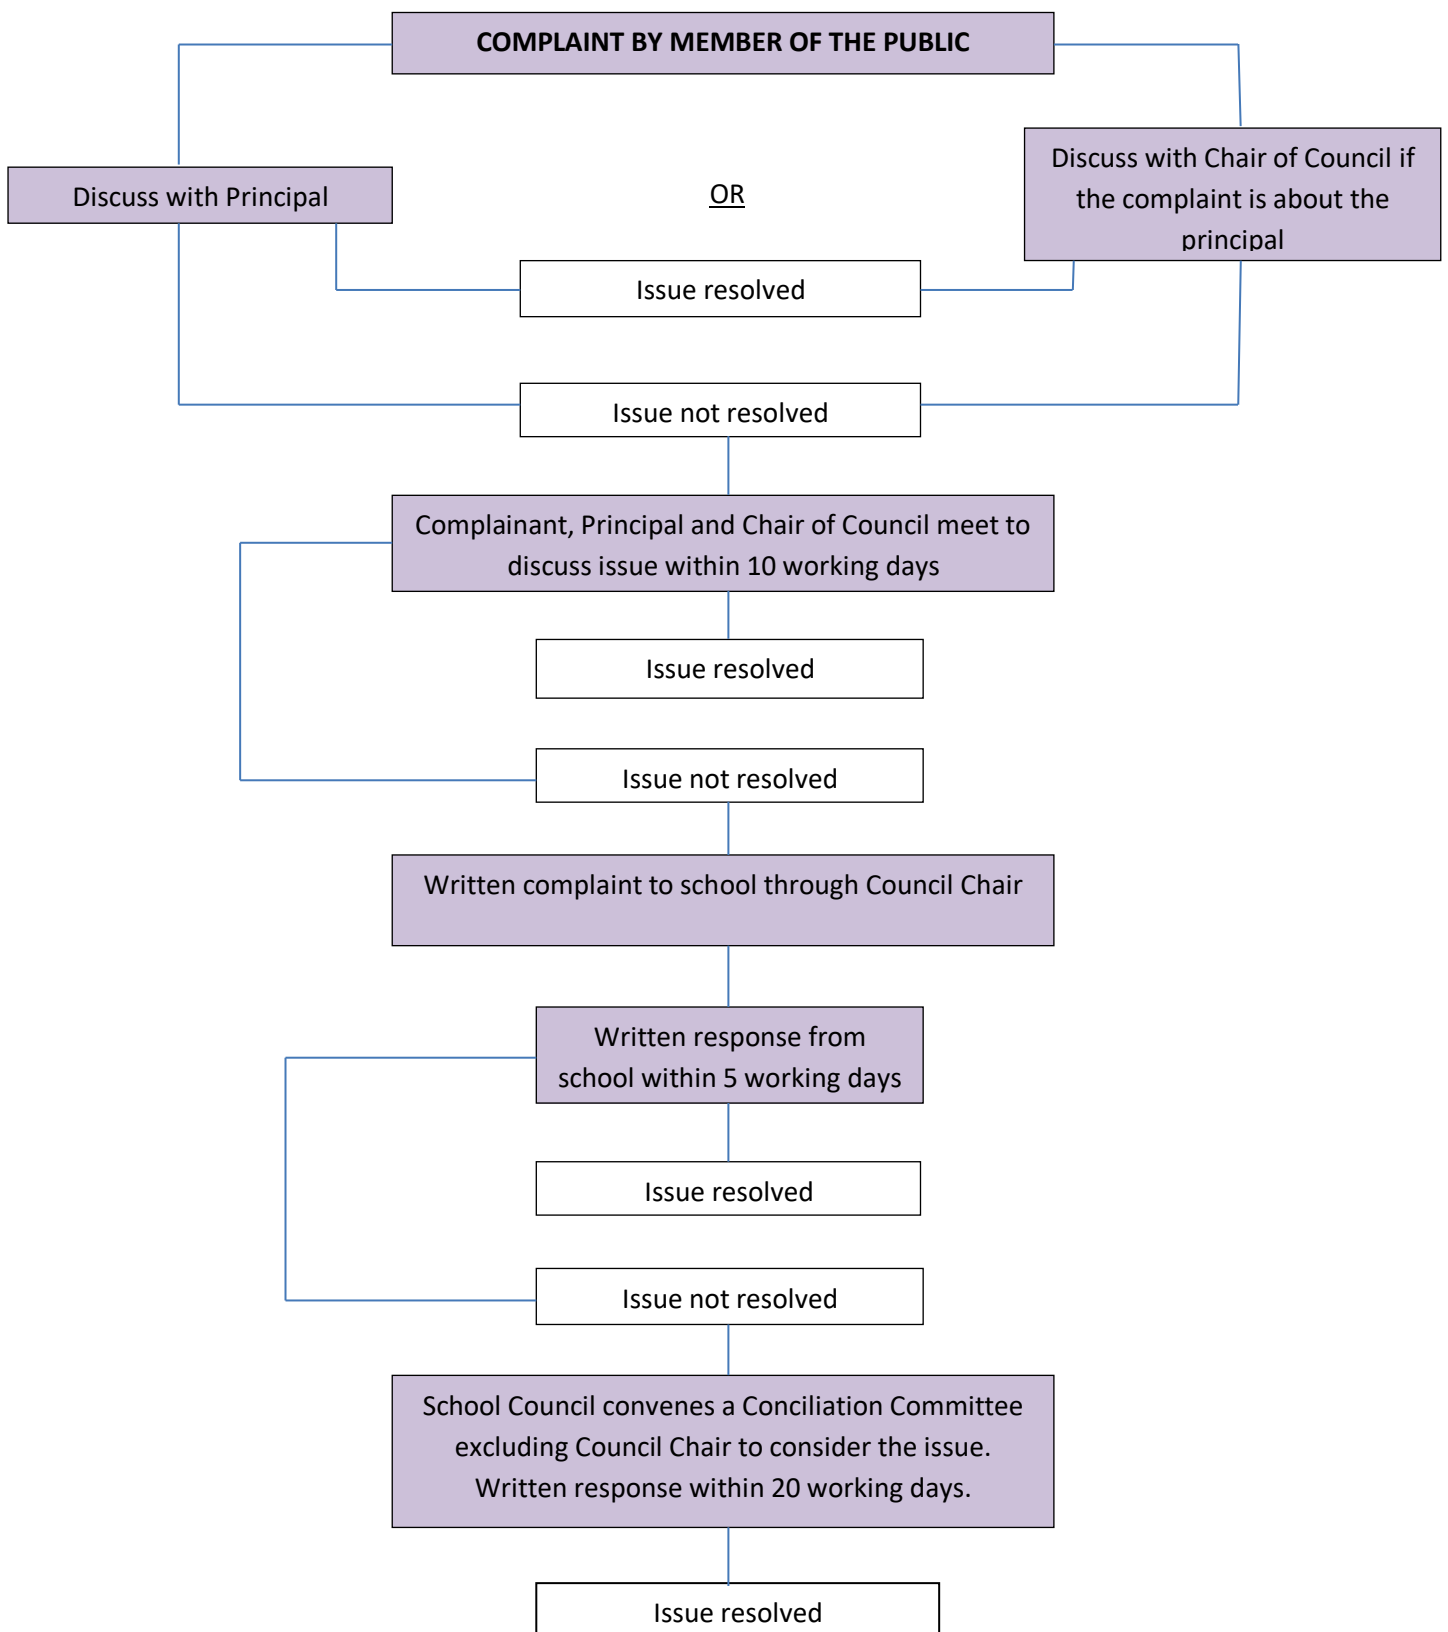 COMPLAINT BY MEMBER OF THE PUBLIC
Discuss with Principal
OR
Discuss with Chair of Council if
the complaint is about the
principal
Issue resolved
Issue not resolved
Complainant, Principal and Chair of Council meet to
discuss issue within 10 working days
Issue resolved
Issue not resolved
Written complaint to school through Council Chair
Written response from
school within 5 working days
Issue resolved
Issue not resolved
School Council convenes a Conciliation Committee
excluding Council Chair to consider the issue.
Written response within 20 working days.
Issue resolved